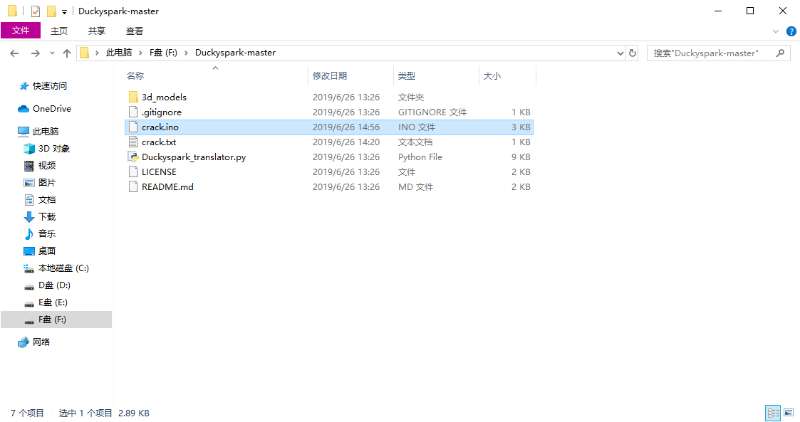 Duckyspark-master
文件 主页 共享 查看
此电脑 > F盘 (F:) > Duckyspark-master 搜索"Duckyspark-master"
名称 修改日期 类型 大小
快速访问
OneDrive
此电脑
3D 对象
视频
图片
文档
下载
音乐
桌面
本地磁盘 (C:)
D盘 (D:)
E盘 (E:)
F盘 (F:)
网络
3d_models 2019/6/26 13:26 文件夹
.gitignore 2019/6/26 13:26 GITIGNORE 文件 1 KB
crack.ino 2019/6/26 14:56 INO 文件 3 KB
crack.txt 2019/6/26 14:20 文本文档 1 KB
Duckyspark_translator.py 2019/6/26 13:26 Python File 9 KB
LICENSE 2019/6/26 13:26 文件 2 KB
README.md 2019/6/26 13:26 MD 文件 2 KB
7 个项目 选中 1 个项目 2.89 KB